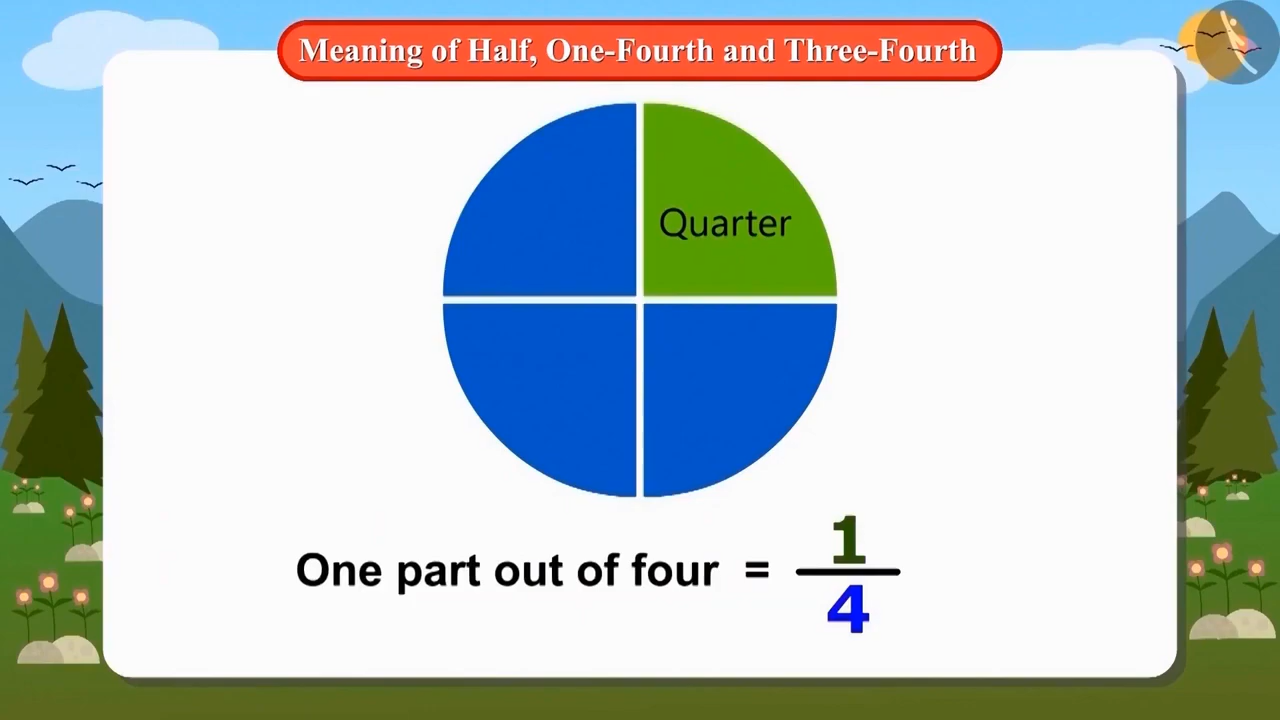 Meaning of Half, One-Fourth and Three-Fourth
Quarter
One part out of four = 1/4